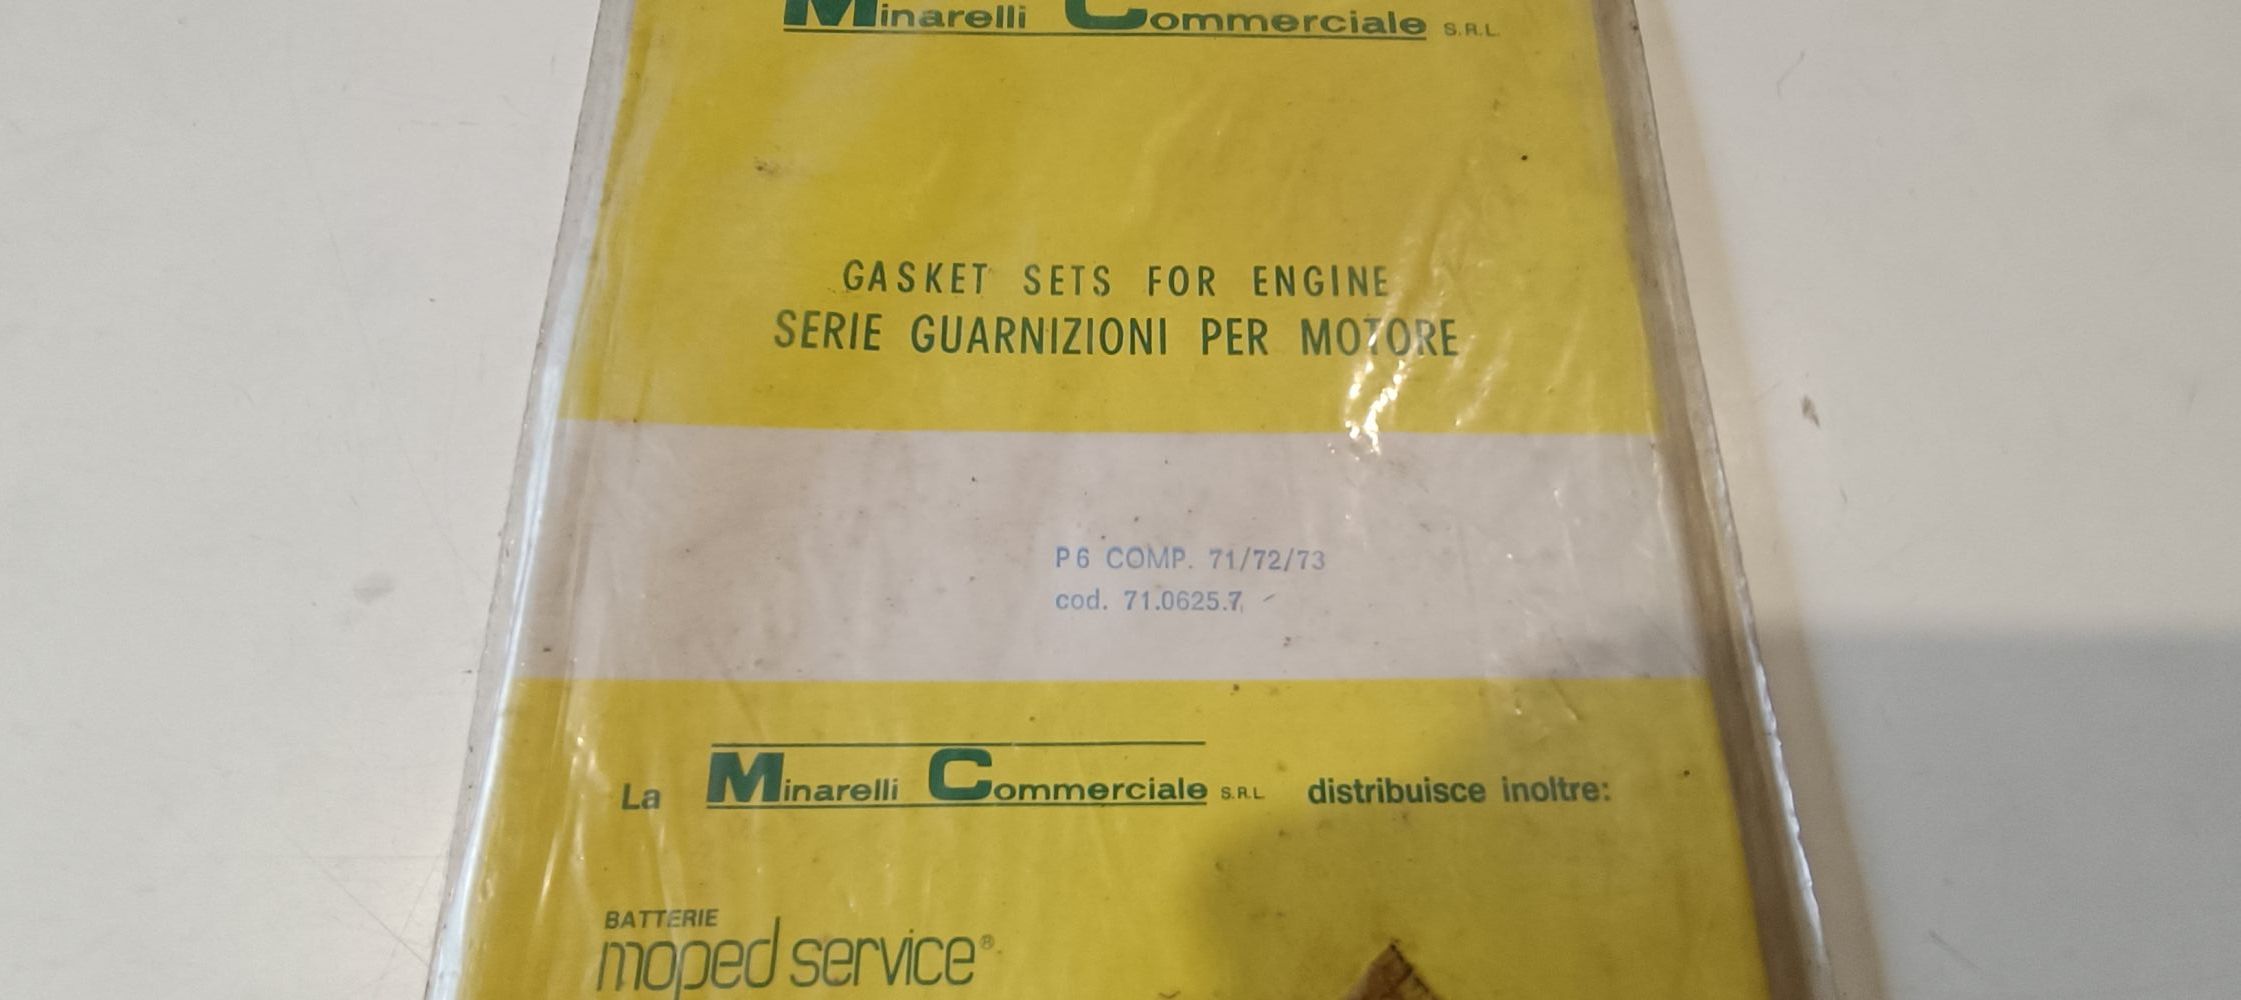 Minarelli Commerciale S.R.L.
GASKET SETS FOR ENGINE
SERIE GUARNIZIONI PER MOTORE
P6 COMP. 71/72/73
cod. 71.0625.7
La Minarelli Commerciale S.R.L. distribuisce inoltre:
BATTERIE
moped service®